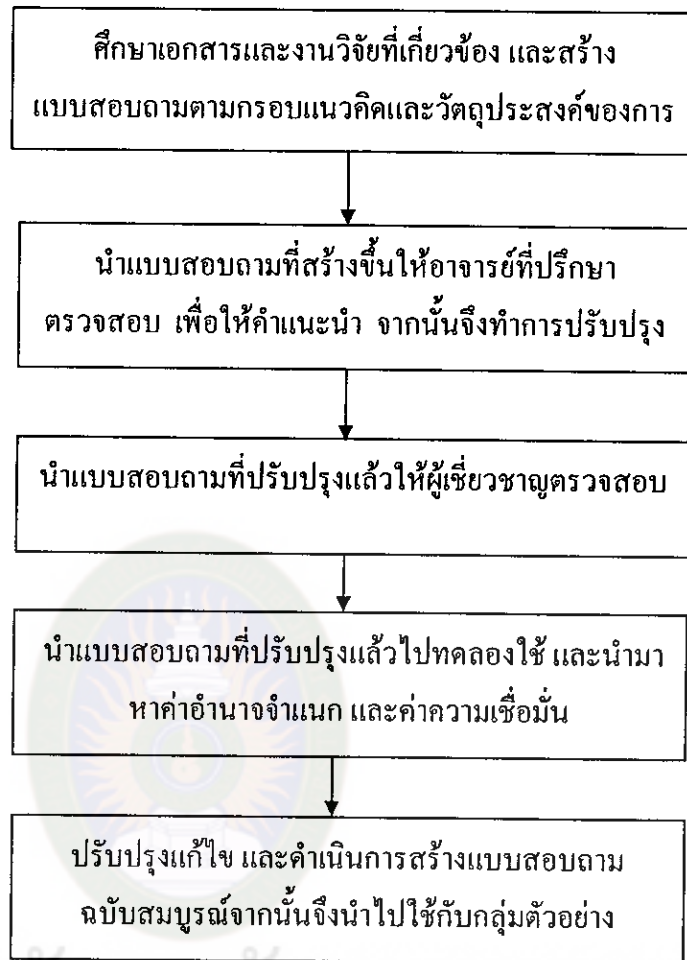 ศึกษาเอกสารและงานวิจัยที่เกี่ยวข้อง และสร้าง
แบบสอบถามตามกรอบแนวคิดและวัตถุประสงค์ของการ
นำแบบสอบถามที่สร้างขึ้นให้อาจารย์ที่ปรึกษา
ตรวจสอบ เพื่อให้คำแนะนำ จากนั้นจึงทำการปรับปรุง
นำแบบสอบถามที่ปรับปรุงแล้วให้ผู้เชี่ยวชาญตรวจสอบ
นำแบบสอบถามที่ปรับปรุงแล้วไปทดลองใช้ และนำมา
หาค่าอำนาจจำแนก และค่าความเชื่อมั่น
ปรับปรุงแก้ไข และดำเนินการสร้างแบบสอบถาม
ฉบับสมบูรณ์จากนั้นจึงนำไปใช้กับกลุ่มตัวอย่าง